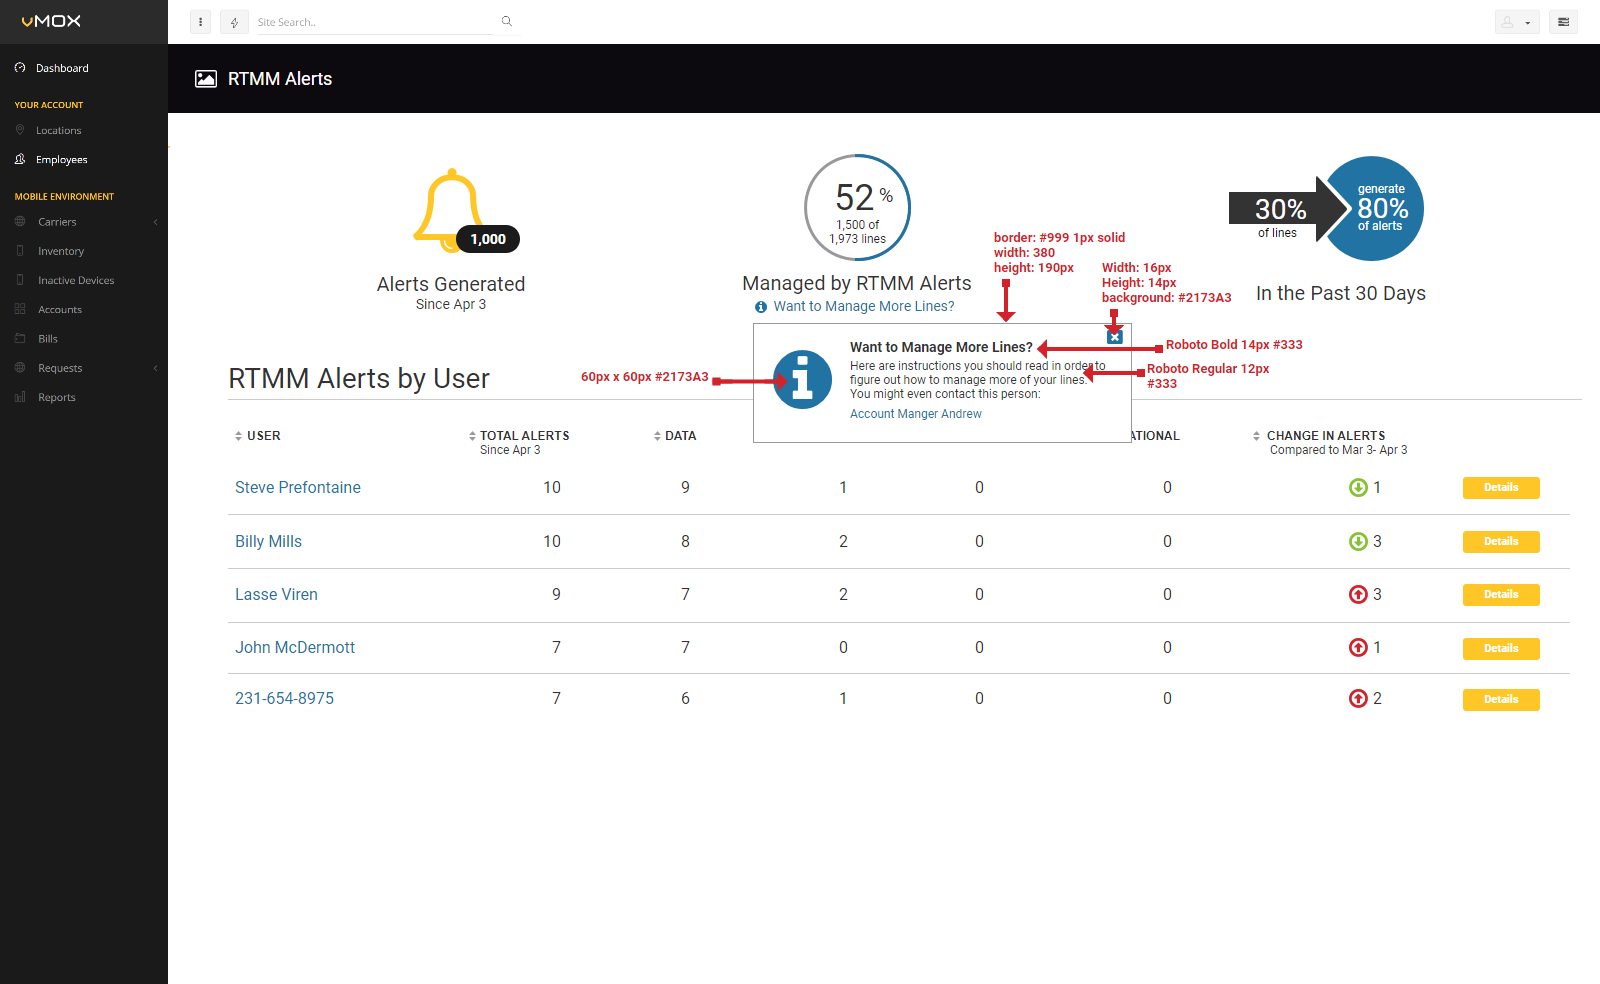 vMOX
Site Search..
Dashboard
YOUR ACCOUNT
Locations
Employees
MOBILE ENVIRONMENT
Carriers
Inventory
Inactive Devices
Accounts
Bills
Requests
Reports
RTMM Alerts
1,000
Alerts Generated
Since Apr 3
52 %
1,500 of
1,973 lines
Managed by RTMM Alerts
Want to Manage More Lines?
30%
of lines
generate
80%
of alerts
In the Past 30 Days
border: #999 1px solid
width: 380
height: 190px
Width: 16px
Height: 14px
background: #2173A3
Want to Manage More Lines?
Here are instructions you should read in order to
figure out how to manage more of your lines.
You might even contact this person:
Account Manger Andrew
Roboto Bold 14px #333
Roboto Regular 12px
#333
60px x 60px #2173A3
RTMM Alerts by User
USER TOTAL ALERTS DATA ATIONAL CHANGE IN ALERTS
Since Apr 3 Compared to Mar 3- Apr 3
Steve Prefontaine 10 9 1 0 0 1 Details
Billy Mills 10 8 2 0 0 3 Details
Lasse Viren 9 7 2 0 0 3 Details
John McDermott 7 7 0 0 0 1 Details
231-654-8975 7 6 1 0 0 2 Details